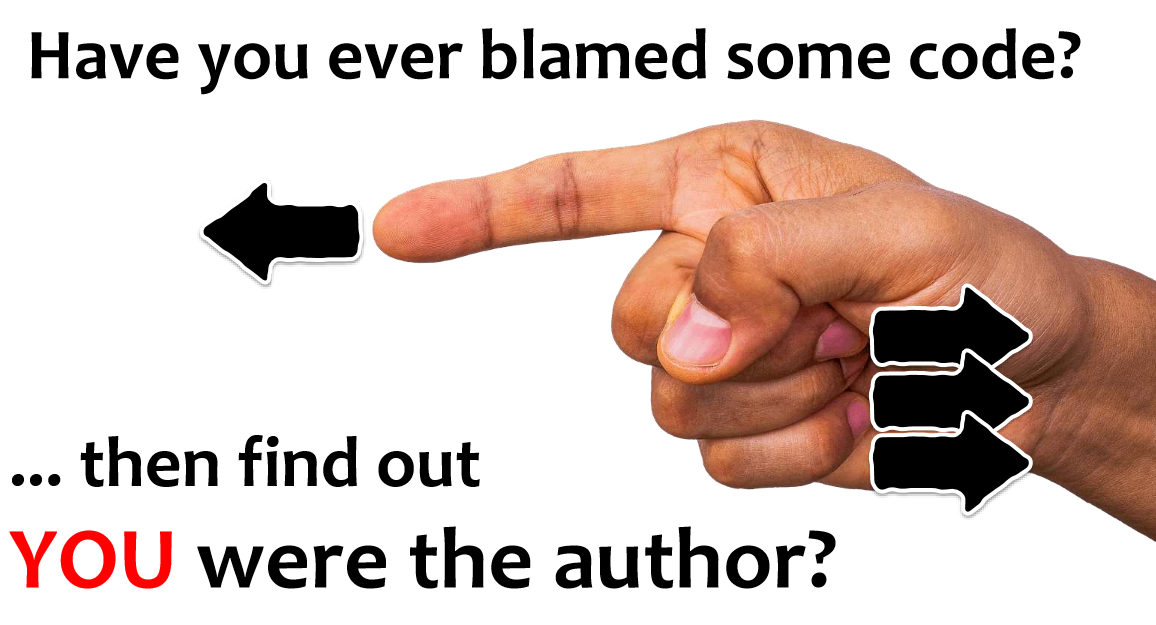 Have you ever blamed some code?
... then find out
YOU were the author?